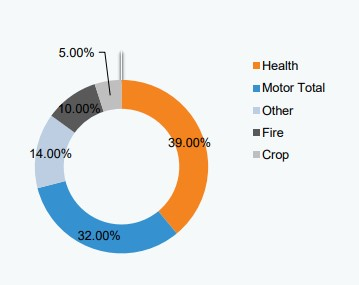 5.00%
10.00%
39.00%
14.00%
32.00%
Health
Motor Total
Other
Fire
Crop